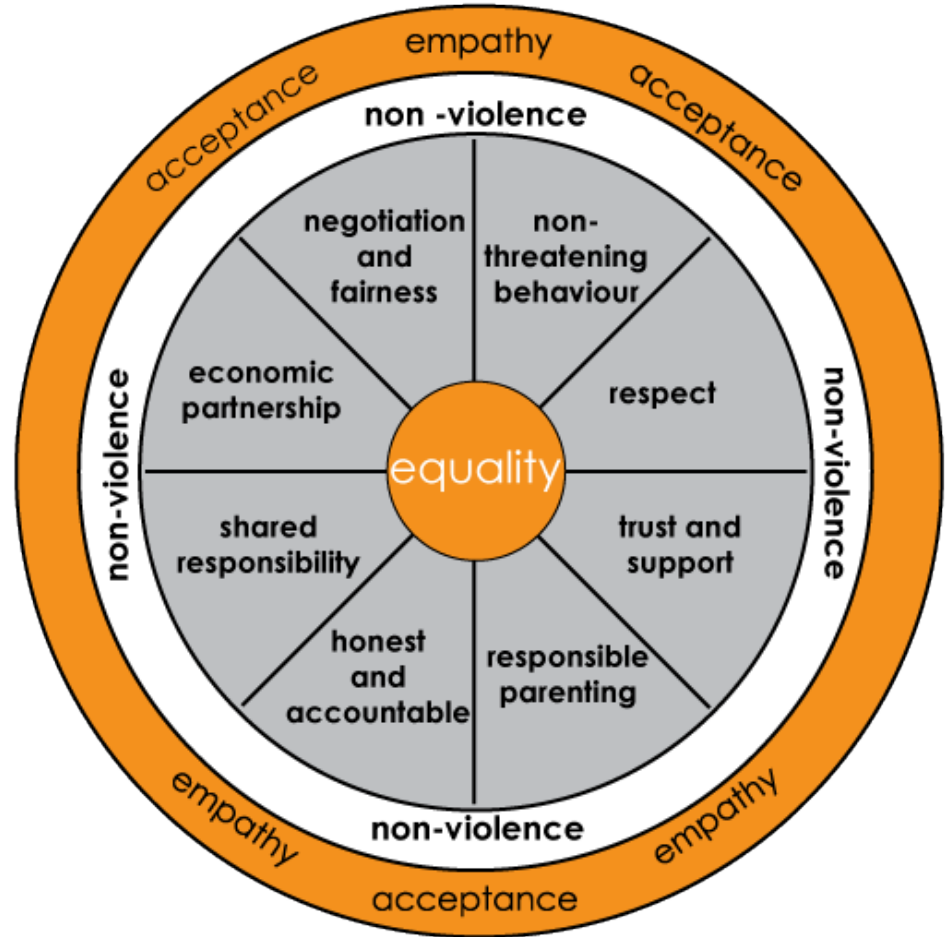 empathy
acceptance
acceptance
non -violence
negotiation
and
fairness
non-
threatening
behaviour
economic
partnership
respect
non-violence
non-violence
equality
shared
responsibility
trust and
support
honest
and
accountable
responsible
parenting
non-violence
empathy
empathy
acceptance